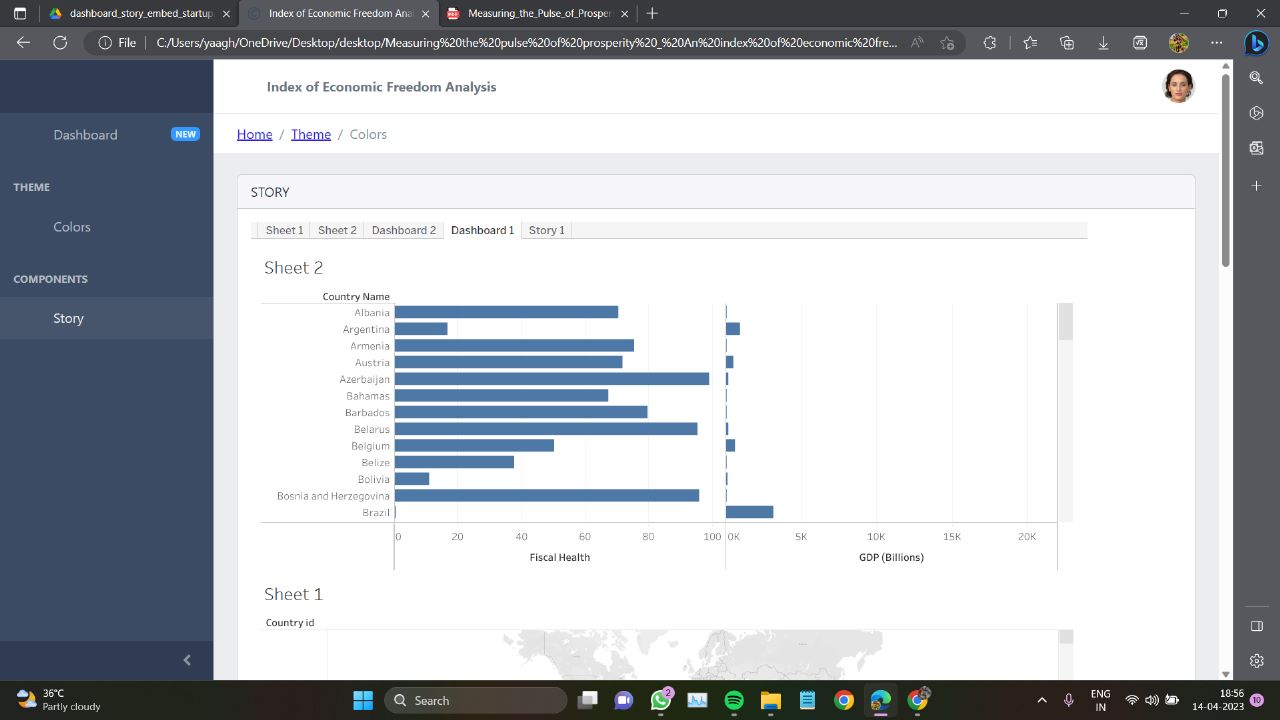 dashboard_story_embed_startup
Index of Economic Freedom Ana
Measuring_the_Pulse_of_Prosper
File
C:/Users/yaagh/OneDrive/Desktop/desktop/Measuring%20the%20pulse%20of%20prosperity%20_%20An%20index%20of%20economic%20fre...
Index of Economic Freedom Analysis
Dashboard
NEW
Home / Theme / Colors
THEME
STORY
Colors
Sheet 1
Sheet 2
Dashboard 2
Dashboard 1
Story 1
COMPONENTS
Story
Sheet 2
Country Name
Albania
Argentina
Armenia
Austria
Azerbaijan
Bahamas
Barbados
Belarus
Belgium
Belize
Bolivia
Bosnia and Herzegovina
Brazil
0 20 40 60 80 100 0K 5K 10K 15K 20K
Fiscal Health
GDP (Billions)
Sheet 1
Country id
36°C
Partly cloudy
Search
2
ENG
IN
18:56
14-04-2023
10